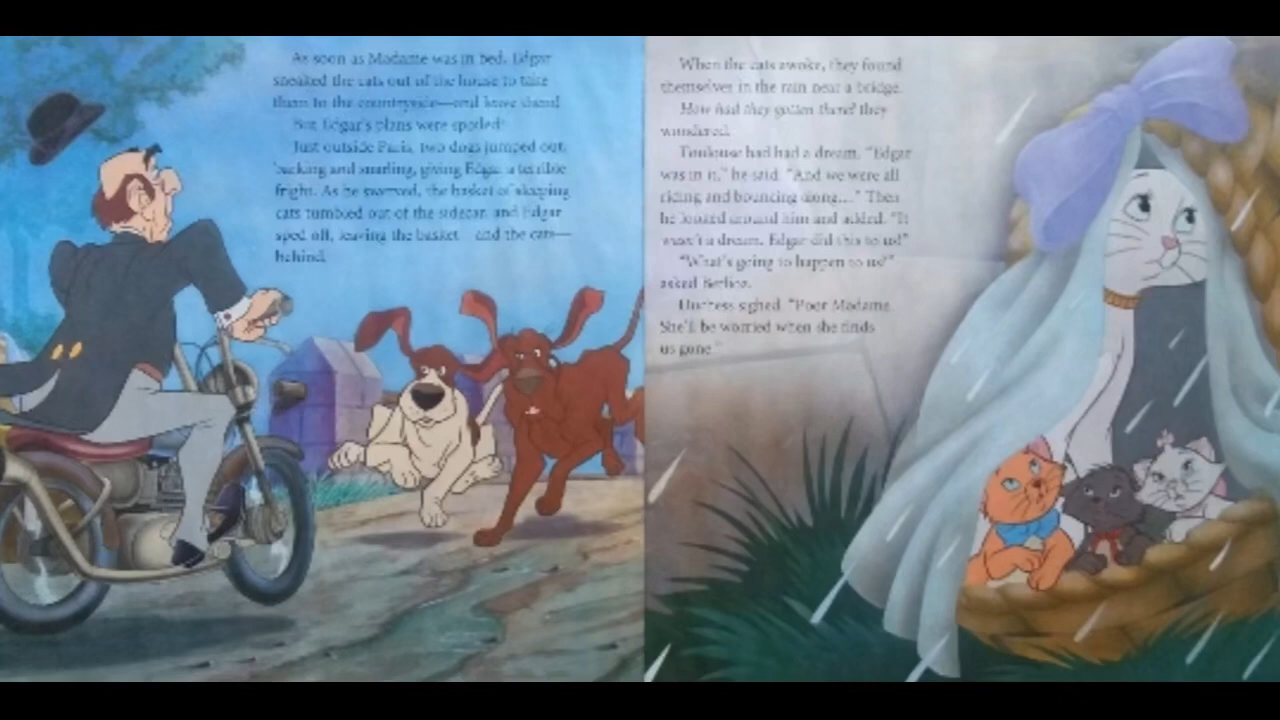 As soon as Madame was in bed, Edgar
sneaked the cats out of the house to take
them to the countryside—and leave them!
But Edgar's plans were spoiled!
Just outside Paris, two dogs jumped out,
barking and snarling, giving Edgar a terrible
fright. As he swerved, the basket of sleeping
cats tumbled out of the sidecar, and Edgar
sped off, leaving the basket—and the cats—
behind.
When the cats awoke, they found
themselves in the rain near a bridge.
How had they gotten there? they
wondered.
Toulouse had had a dream. "Edgar
was in it," he said. "And we were all
riding and bouncing along...." Then
he looked around him and added, "It
wasn't a dream. Edgar did this to us!"
"What's going to happen to us?"
asked Berlioz.
Duchess sighed. "Poor Madame.
She'll be worried when she finds
us gone."